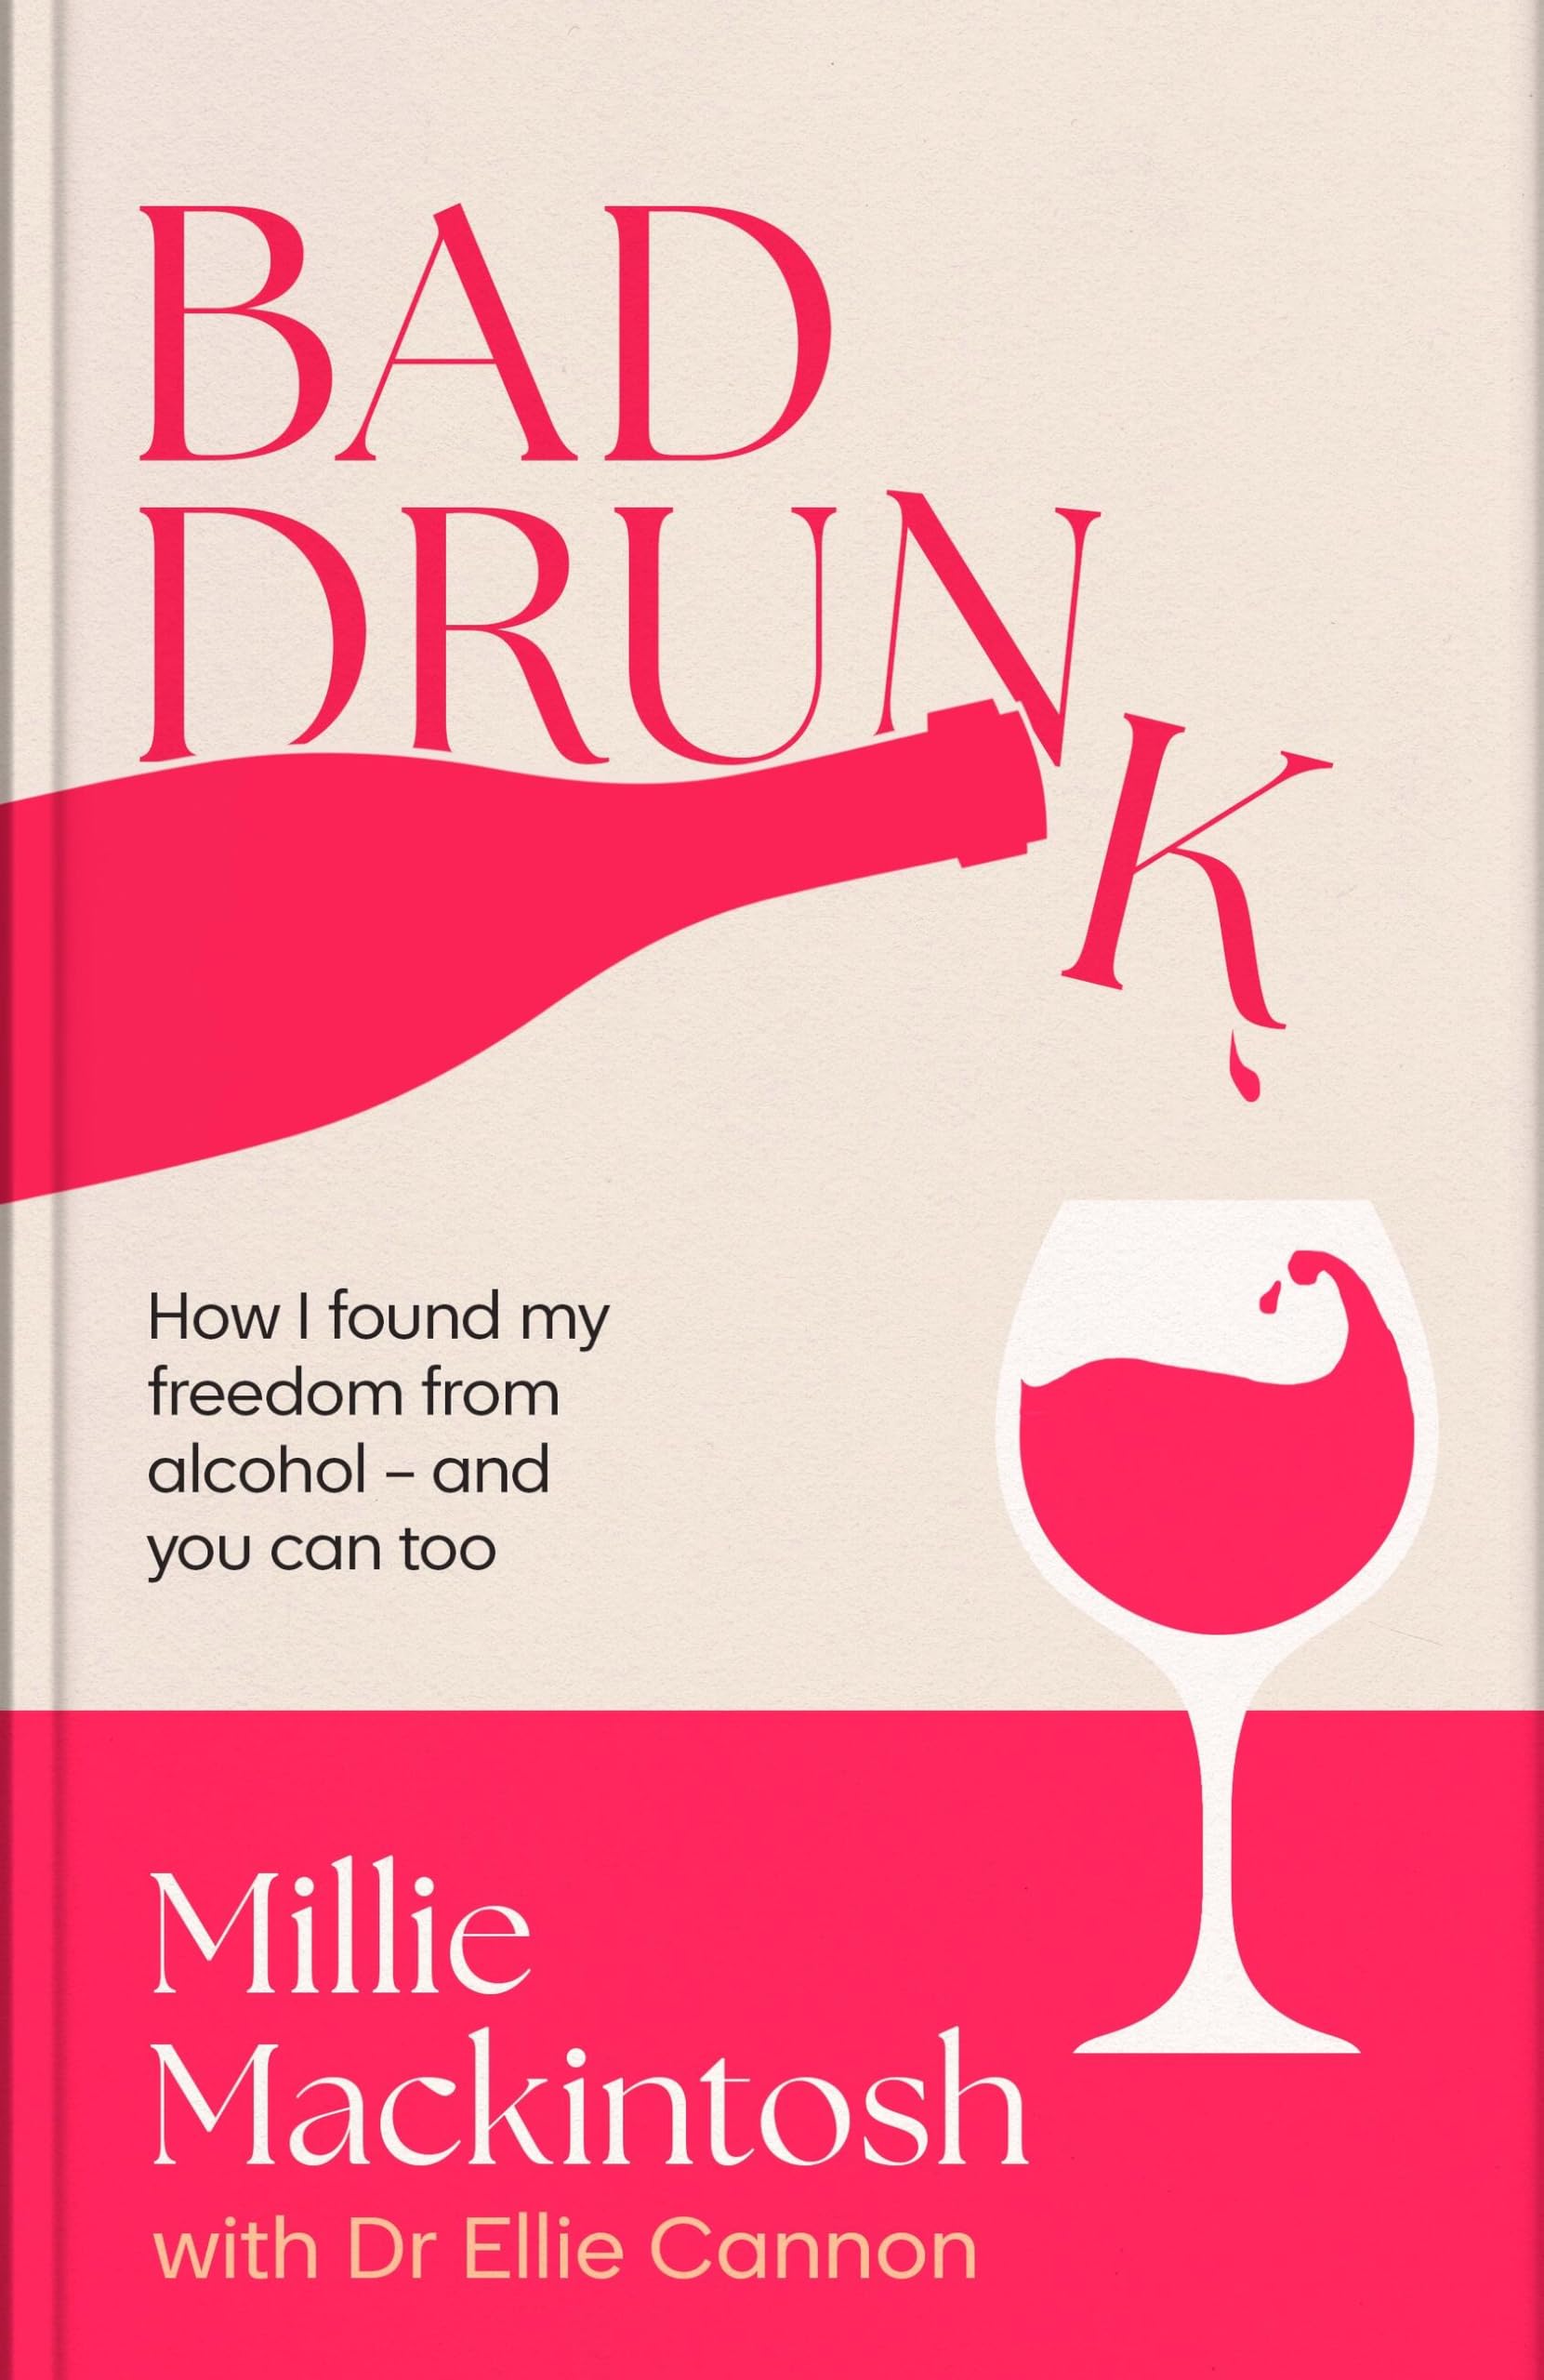 BAD
DRUNK
How I found my
freedom from
alcohol – and
you can too
Millie
Mackintosh
with Dr Ellie Cannon